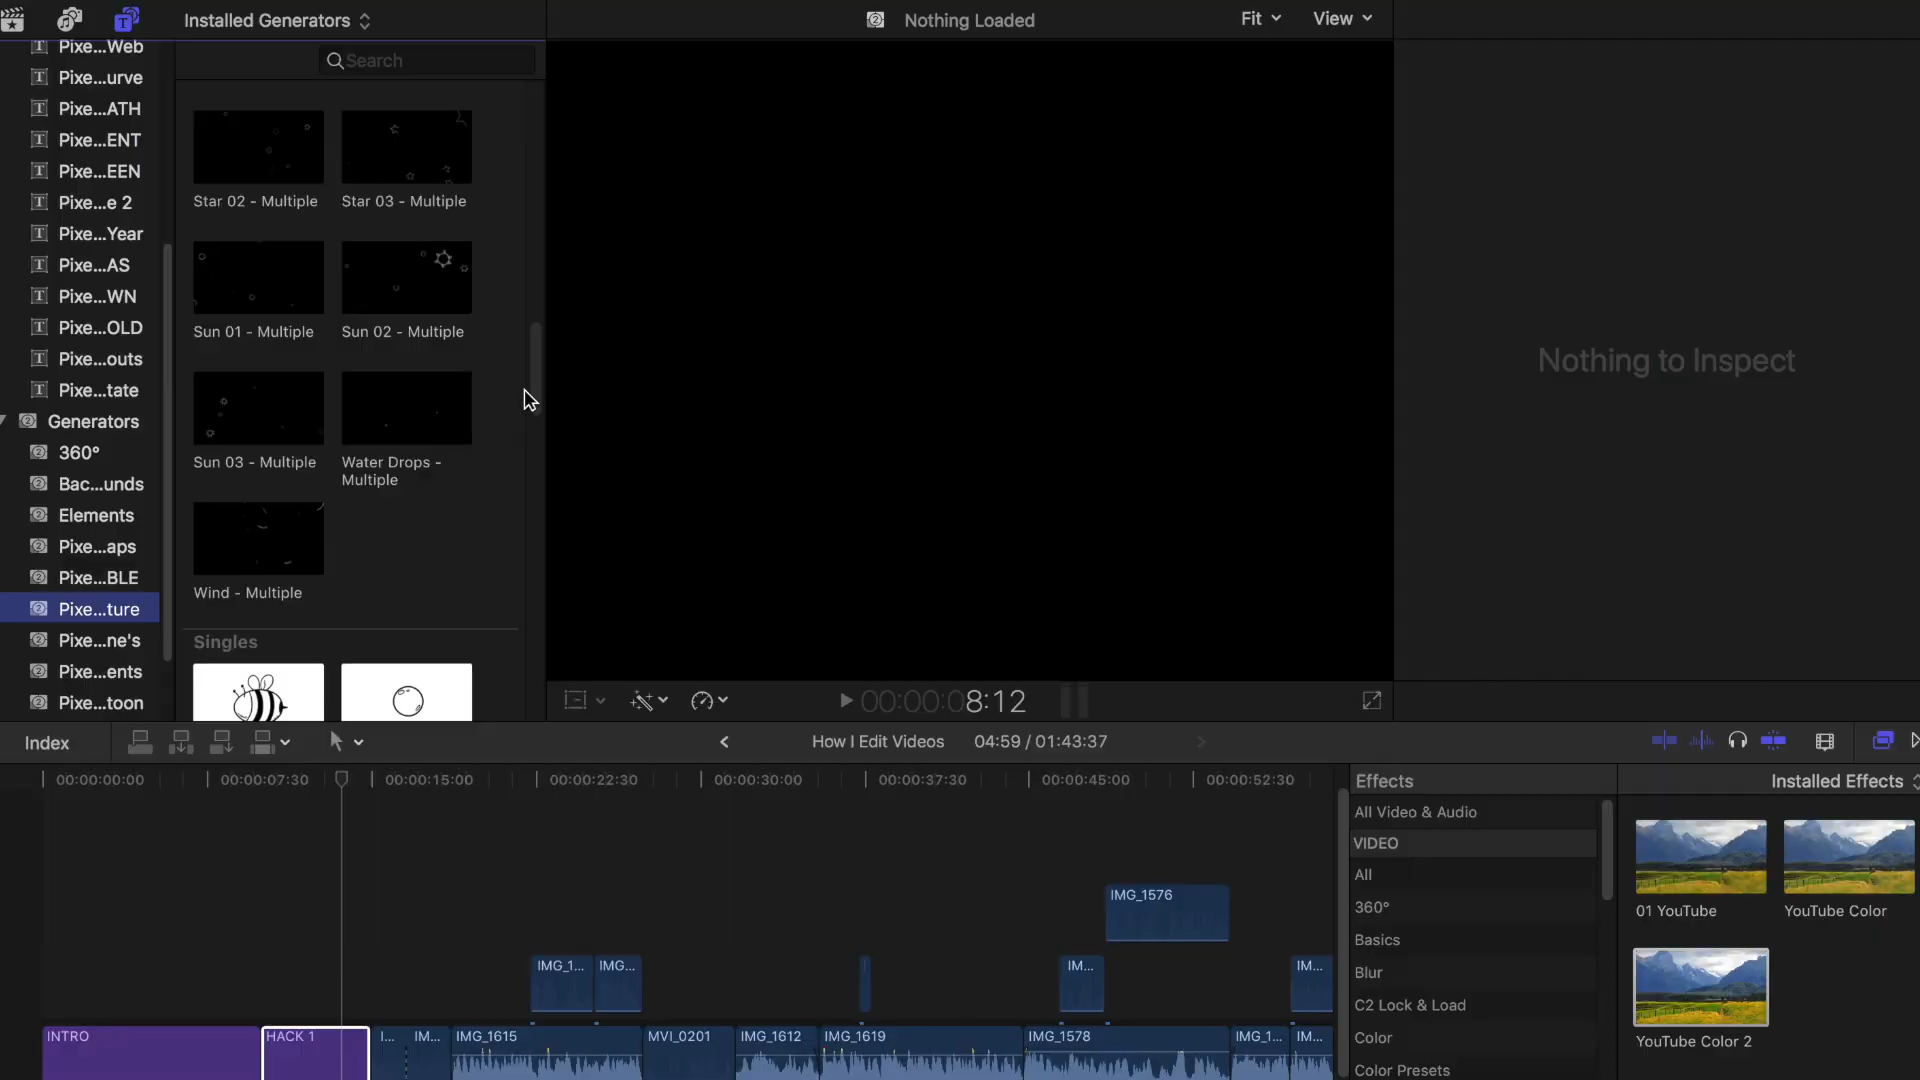 Installed Generators
Nothing Loaded
Fit
View
Search
Pixe...Web
Pixe...urve
Pixe...ATH
Pixe...ENT
Pixe...EEN
Pixe...e 2
Pixe...Year
Pixe...AS
Pixe...WN
Pixe...OLD
Pixe...outs
Pixe...tate
Generators
360°
Bac...unds
Elements
Pixe...aps
Pixe...BLE
Pixe...ture
Pixe...ne's
Pixe...ents
Pixe...toon
Star 02 - Multiple
Star 03 - Multiple
Sun 01 - Multiple
Sun 02 - Multiple
Sun 03 - Multiple
Water Drops -
Multiple
Wind - Multiple
Singles
Nothing to Inspect
00:00:08:12
Index
How I Edit Videos
04:59 / 01:43:37
00:00:00:00
00:00:07:30
00:00:15:00
00:00:22:30
00:00:30:00
00:00:37:30
00:00:45:00
00:00:52:30
IMG_1576
IMG_1...
IMG...
IM...
IM...
INTRO
HACK 1
I...
IM...
IMG_1615
MVI_0201
IMG_1612
IMG_1619
IMG_1578
IMG_1...
IM...
Effects
Installed Effects
All Video & Audio
VIDEO
All
360°
Basics
Blur
C2 Lock & Load
Color
Color Presets
01 YouTube
YouTube Color
YouTube Color 2